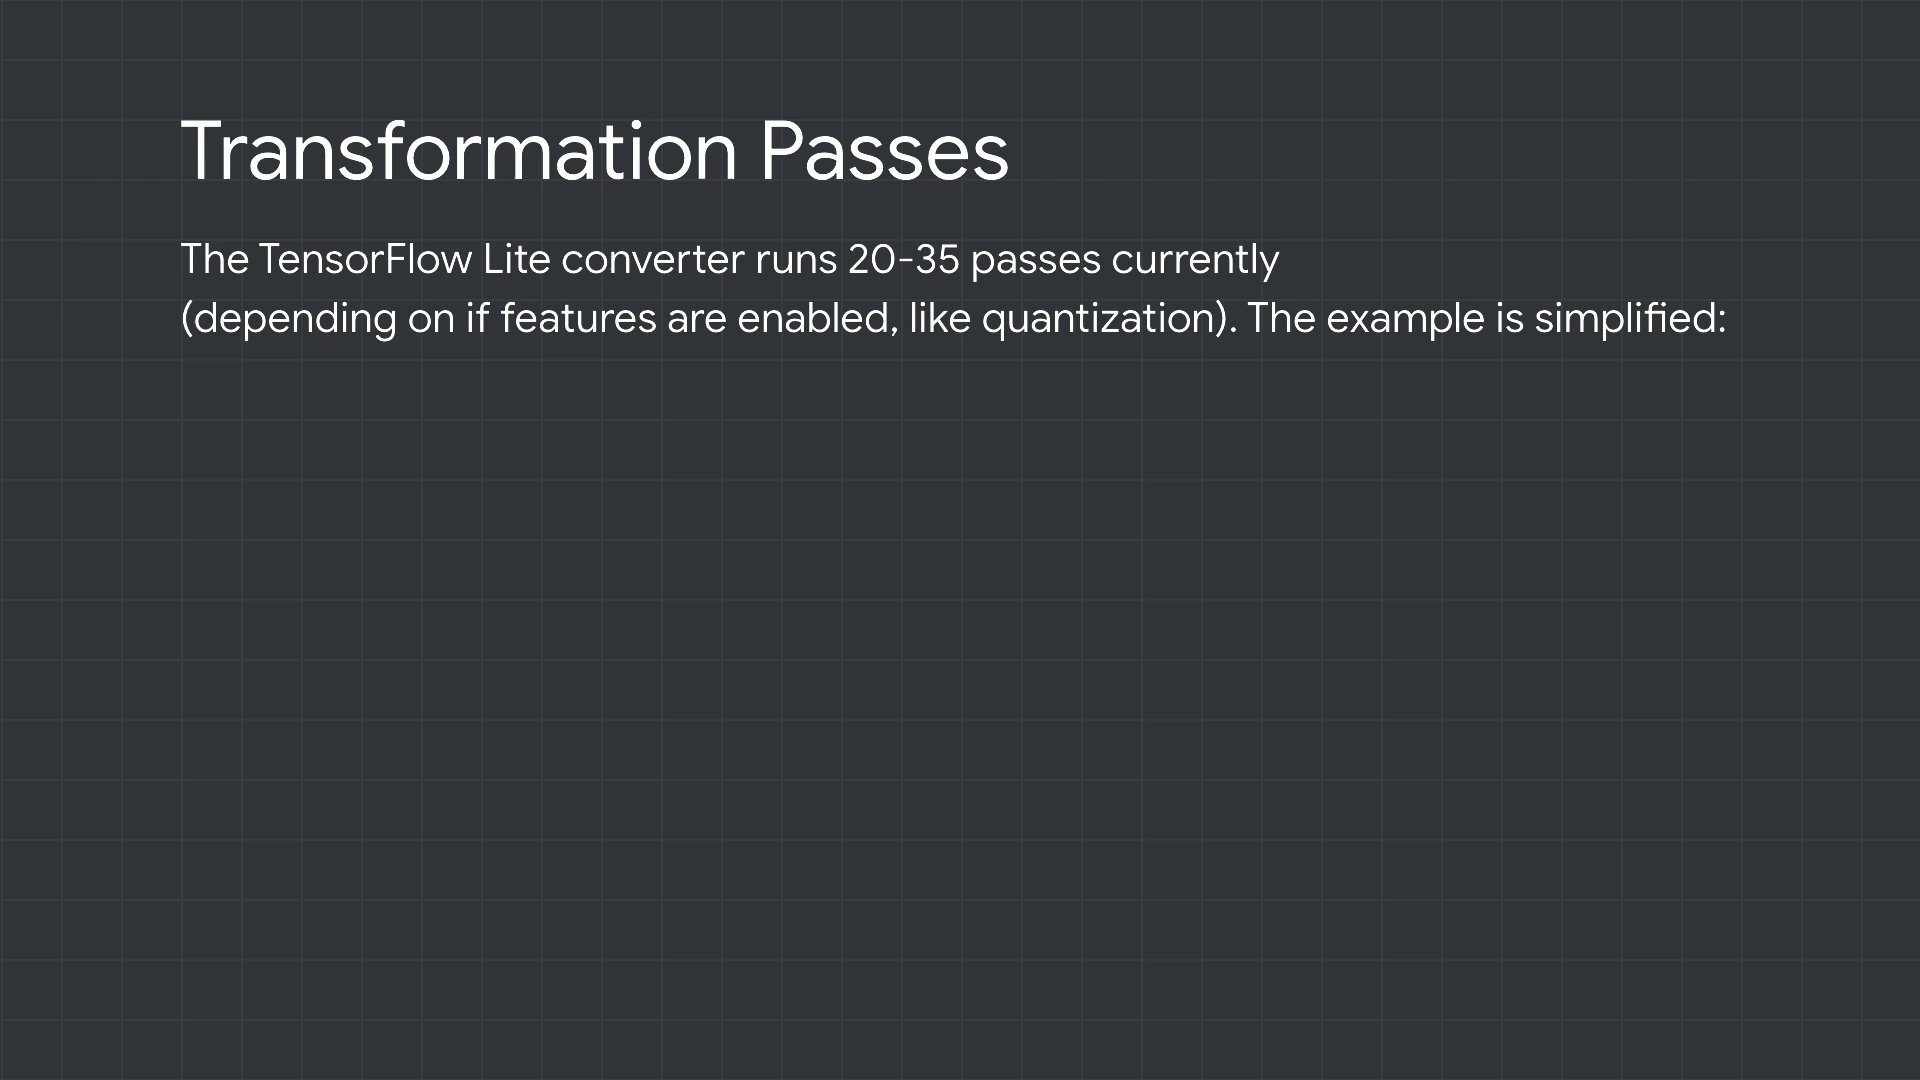 Transformation Passes
The TensorFlow Lite converter runs 20-35 passes currently
(depending on if features are enabled, like quantization). The example is simplified: